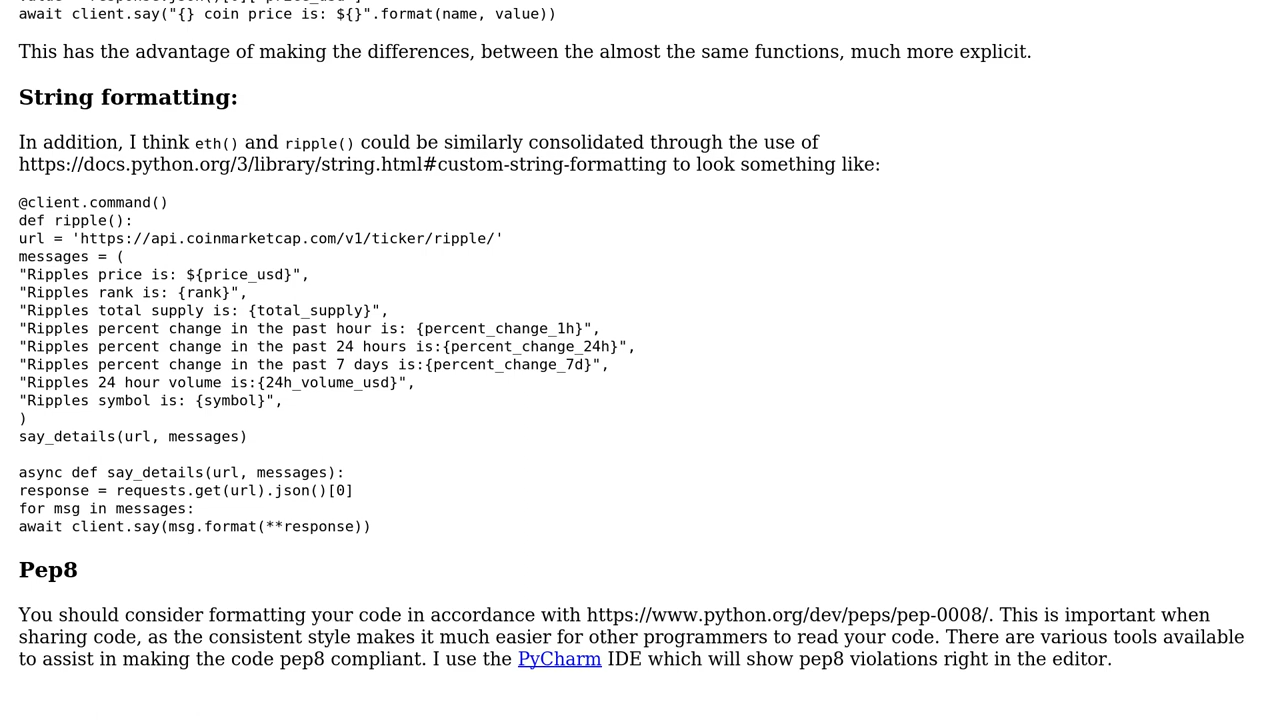 await client.say("{} coin price is: ${}".format(name, value))
This has the advantage of making the differences, between the almost the same functions, much more explicit.
String formatting:
In addition, I think eth() and ripple() could be similarly consolidated through the use of
https://docs.python.org/3/library/string.html#custom-string-formatting to look something like:
@client.command()
def ripple():
url = 'https://api.coinmarketcap.com/v1/ticker/ripple/'
messages = (
"Ripples price is: ${price_usd}",
"Ripples rank is: {rank}",
"Ripples total supply is: {total_supply}",
"Ripples percent change in the past hour is: {percent_change_1h}",
"Ripples percent change in the past 24 hours is:{percent_change_24h}",
"Ripples percent change in the past 7 days is:{percent_change_7d}",
"Ripples 24 hour volume is:{24h_volume_usd}",
"Ripples symbol is: {symbol}",
)
say_details(url, messages)
async def say_details(url, messages):
response = requests.get(url).json()[0]
for msg in messages:
await client.say(msg.format(**response))
Pep8
You should consider formatting your code in accordance with https://www.python.org/dev/peps/pep-0008/. This is important when
sharing code, as the consistent style makes it much easier for other programmers to read your code. There are various tools available
to assist in making the code pep8 compliant. I use the PyCharm IDE which will show pep8 violations right in the editor.